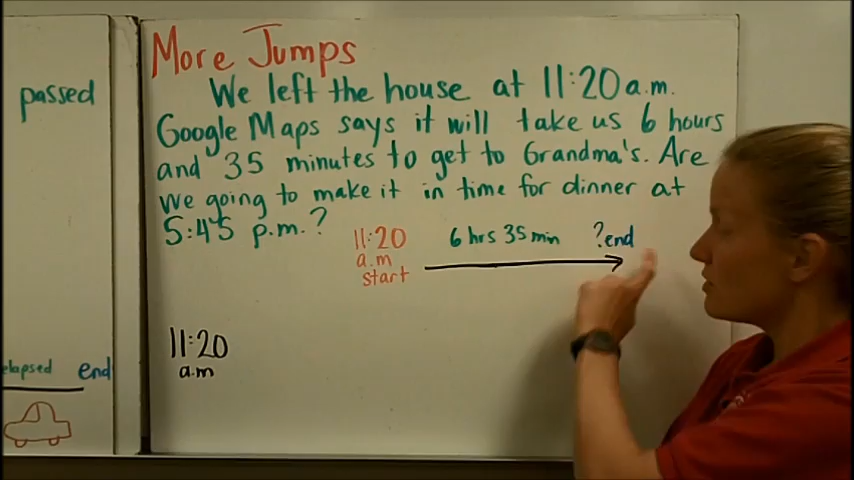 passed
elapsed end
More Jumps
We left the house at 11:20 a.m.
Google Maps says it will take us 6 hours
and 35 minutes to get to Grandma's. Are
we going to make it in time for dinner at
5:45 p.m.?
11:20 6 hrs 35 min ? end
a.m
start
11:20
a.m